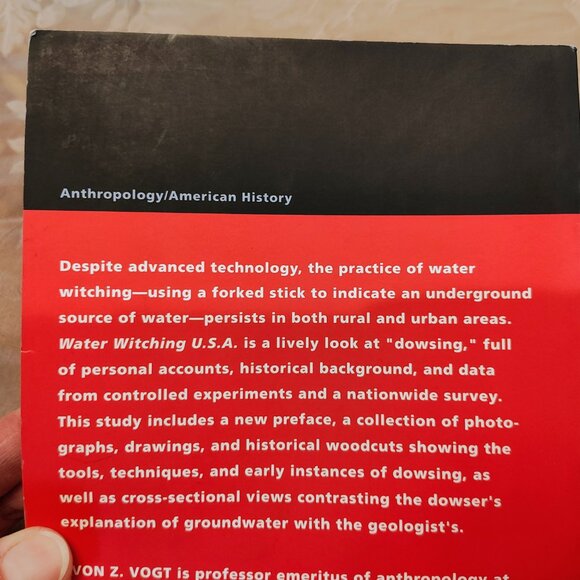 Anthropology/American History
Despite advanced technology, the practice of water
witching—using a forked stick to indicate an underground
source of water—persists in both rural and urban areas.
Water Witching U.S.A. is a lively look at "dowsing," full
of personal accounts, historical background, and data
from controlled experiments and a nationwide survey.
This study includes a new preface, a collection of photo-
graphs, drawings, and historical woodcuts showing the
tools, techniques, and early instances of dowsing, as
well as cross-sectional views contrasting the dowser's
explanation of groundwater with the geologist's.
VON Z. VOGT is professor emeritus of anthropology at